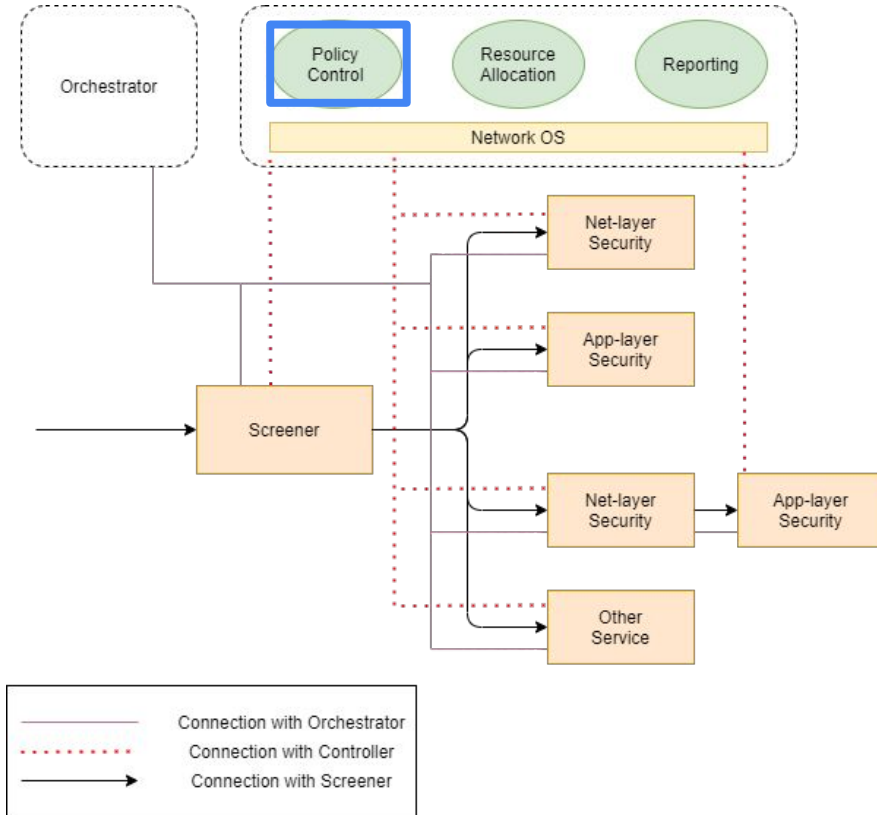 Orchestrator
Policy
Control
Resource
Allocation
Reporting
Network OS
Net-layer
Security
App-layer
Security
Screener
Net-layer
Security
App-layer
Security
Other
Service
Connection with Orchestrator
Connection with Controller
Connection with Screener